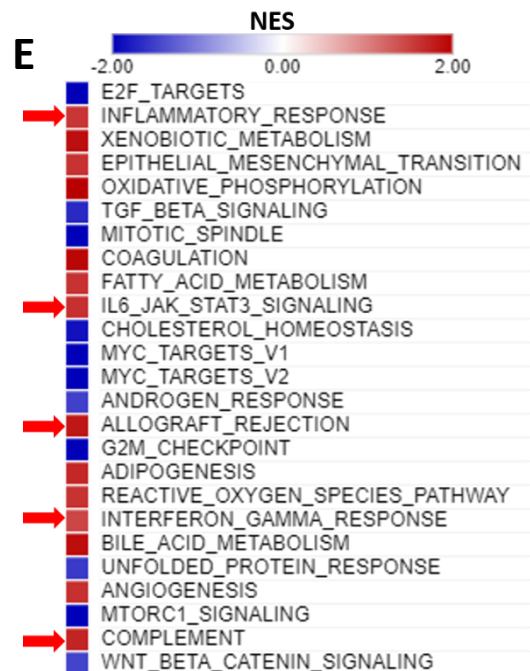 NES
E
-2.00 0.00 2.00
E2F_TARGETS
INFLAMMATORY_RESPONSE
XENOBIOTIC_METABOLISM
EPITHELIAL_MESENCHYMAL_TRANSITION
OXIDATIVE_PHOSPHORYLATION
TGF_BETA_SIGNALING
MITOTIC_SPINDLE
COAGULATION
FATTY_ACID_METABOLISM
IL6_JAK_STAT3_SIGNALING
CHOLESTEROL_HOMEOSTASIS
MYC_TARGETS_V1
MYC_TARGETS_V2
ANDROGEN_RESPONSE
ALLOGRAFT_REJECTION
G2M_CHECKPOINT
ADIPOGENESIS
REACTIVE_OXYGEN_SPECIES_PATHWAY
INTERFERON_GAMMA_RESPONSE
BILE_ACID_METABOLISM
UNFOLDED_PROTEIN_RESPONSE
ANGIOGENESIS
MTORC1_SIGNALING
COMPLEMENT
WNT_BETA_CATENIN_SIGNALING